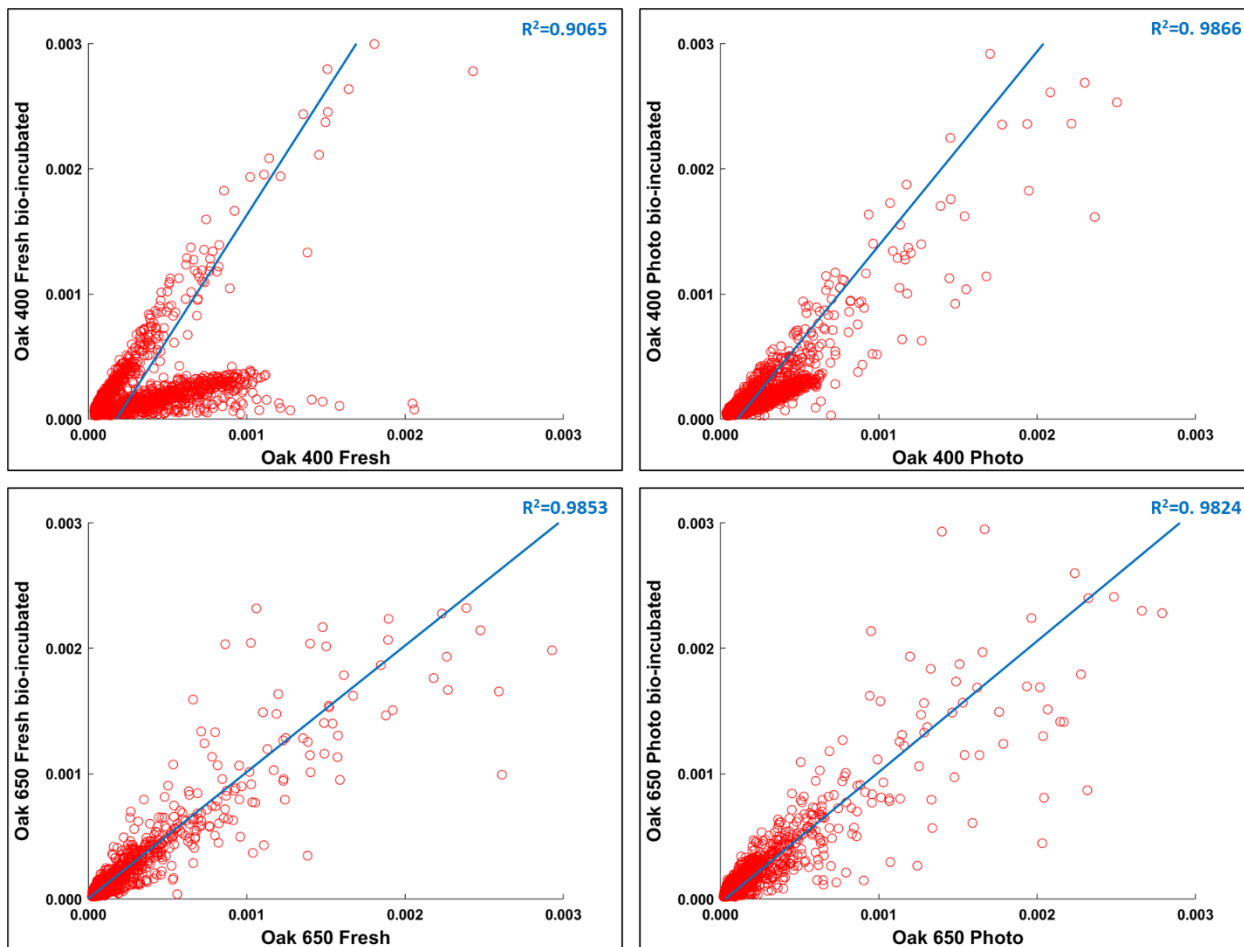 R²=0.9065
0.003
0.002
0.001
0.000
0.000 0.001 0.002 0.003
Oak 400 Fresh bio-incubated
Oak 400 Fresh
R²=0. 9866
0.003
0.002
0.001
0.000
0.000 0.001 0.002 0.003
Oak 400 Photo bio-incubated
Oak 400 Photo
R²=0.9853
0.003
0.002
0.001
0.000
0.000 0.001 0.002 0.003
Oak 650 Fresh bio-incubated
Oak 650 Fresh
R²=0. 9824
0.003
0.002
0.001
0.000
0.000 0.001 0.002 0.003
Oak 650 Photo bio-incubated
Oak 650 Photo